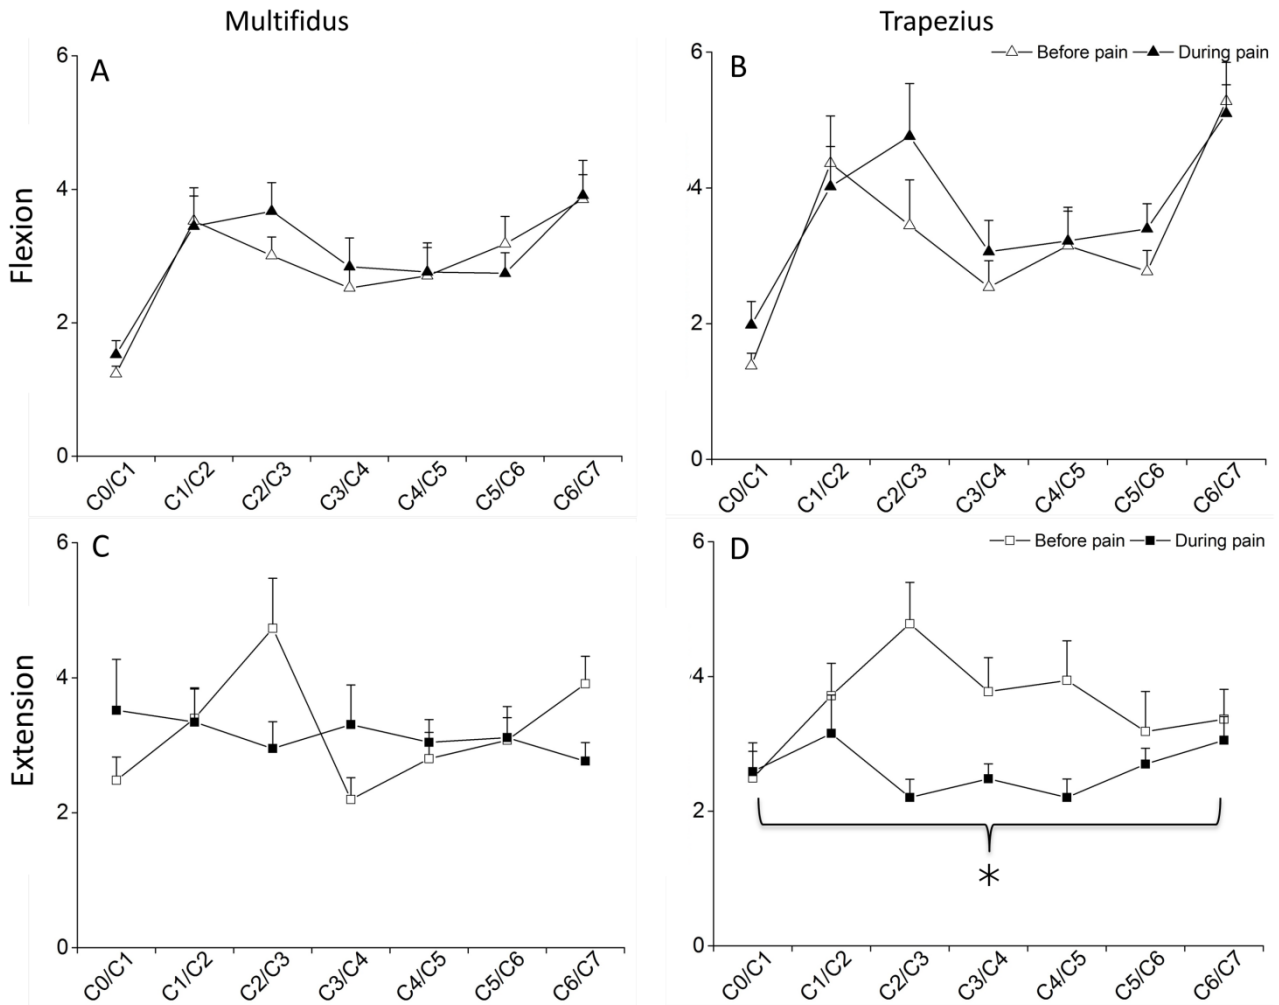 Multifidus
Trapezius
Flexion
A
6
4
2
0
C0/C1 C1/C2 C2/C3 C3/C4 C4/C5 C5/C6 C6/C7
B
Before pain During pain
6
4
2
0
C0/C1 C1/C2 C2/C3 C3/C4 C4/C5 C5/C6 C6/C7
Extension
C
6
4
2
0
C0/C1 C1/C2 C2/C3 C3/C4 C4/C5 C5/C6 C6/C7
D
Before pain During pain
6
4
2
0
*
C0/C1 C1/C2 C2/C3 C3/C4 C4/C5 C5/C6 C6/C7